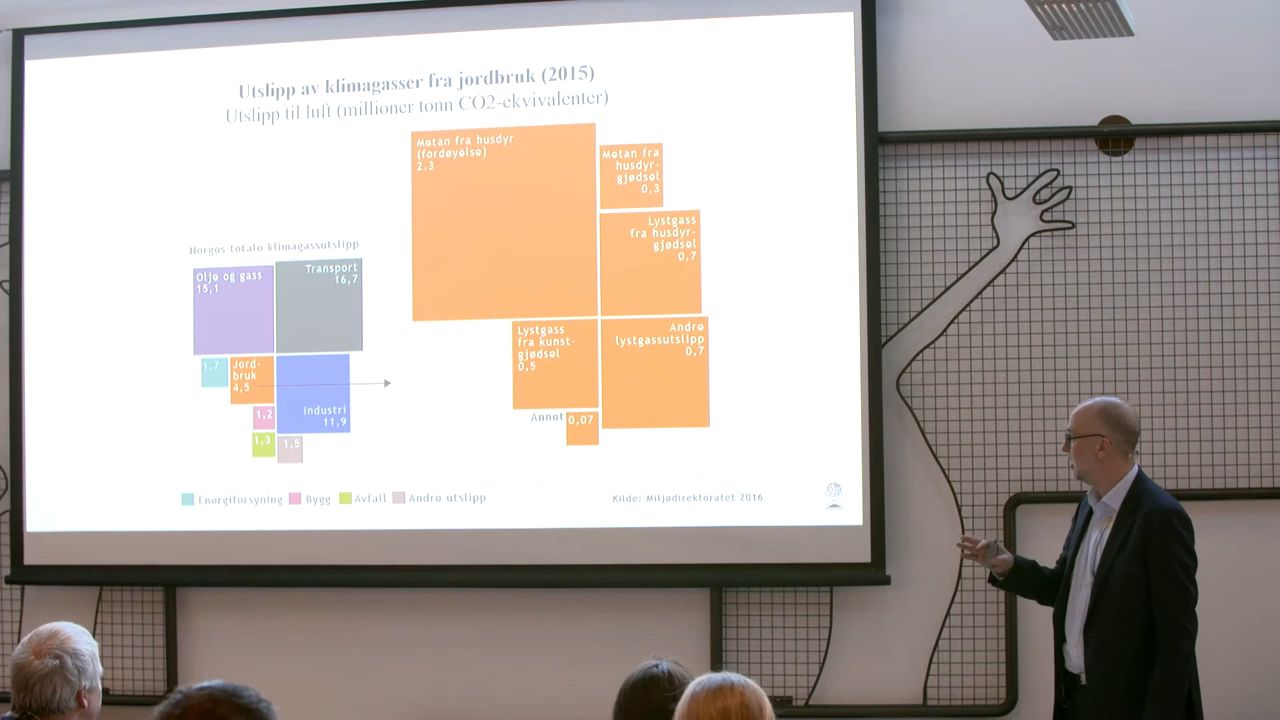 Utslipp av klimagasser fra jordbruk (2015)
Utslipp til luft (millioner tonn CO2-ekvivalenter)
Norges totale klimagassutslipp
Olje og gass
15,1
Transport
16,7
1,7
Jord-
bruk
4,5
Industri
11,9
1,2
1,3
1,5
Metan fra husdyr
(fordøyelse)
2,3
Metan fra
husdyr-
gjødsel
0,3
Lystgass
fra husdyr-
gjødsel
0,7
Lystgass
fra kunst-
gjødsel
0,5
Andre
lystgassutslipp
0,7
Annet
0,07
Energiforsyning Bygg Avfall Andre utslipp
Kilde: Miljødirektoratet 2016